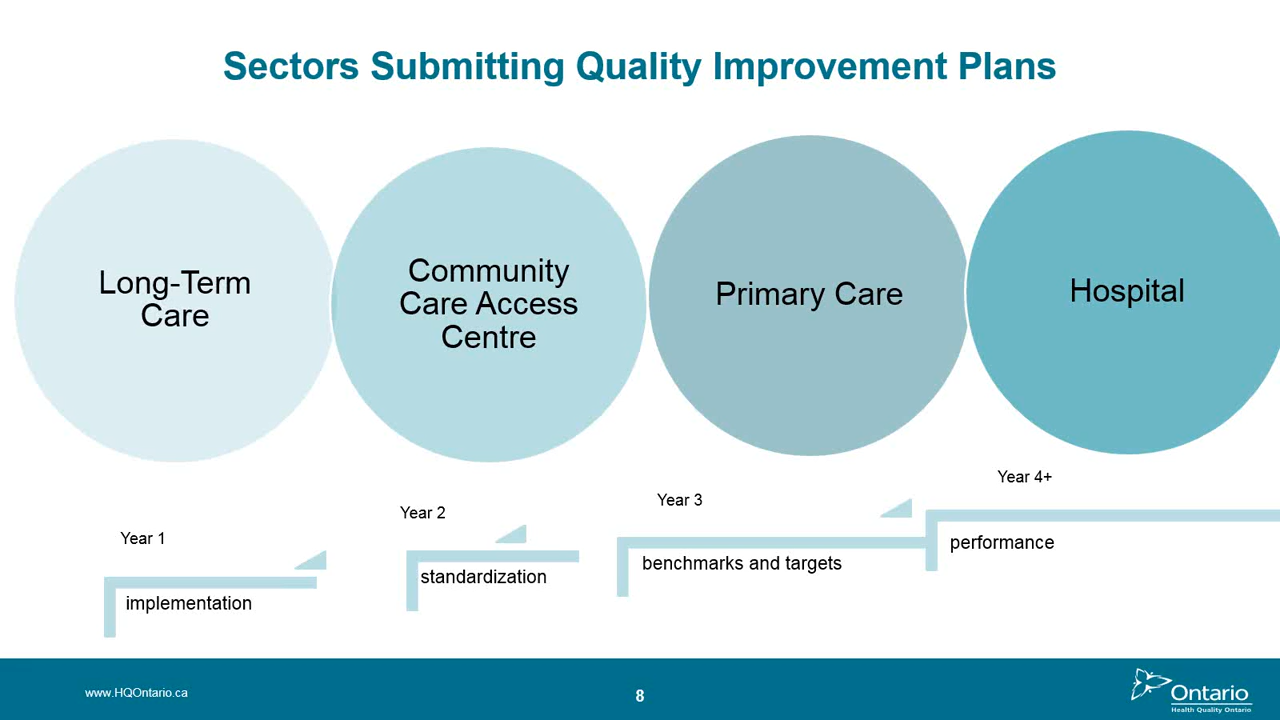 Sectors Submitting Quality Improvement Plans
Long-Term
Care
Community
Care Access
Centre
Primary Care
Hospital
Year 1
implementation
Year 2
standardization
Year 3
benchmarks and targets
Year 4+
performance
www.HQOntario.ca
8
Ontario
Health Quality Ontario